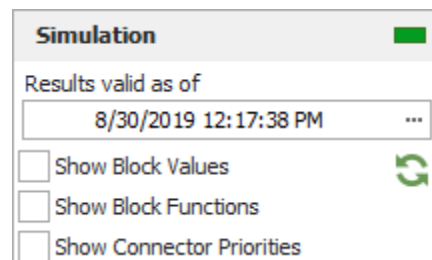 Simulation
Results valid as of
8/30/2019 12:17:38 PM ...
Show Block Values
Show Block Functions
Show Connector Priorities